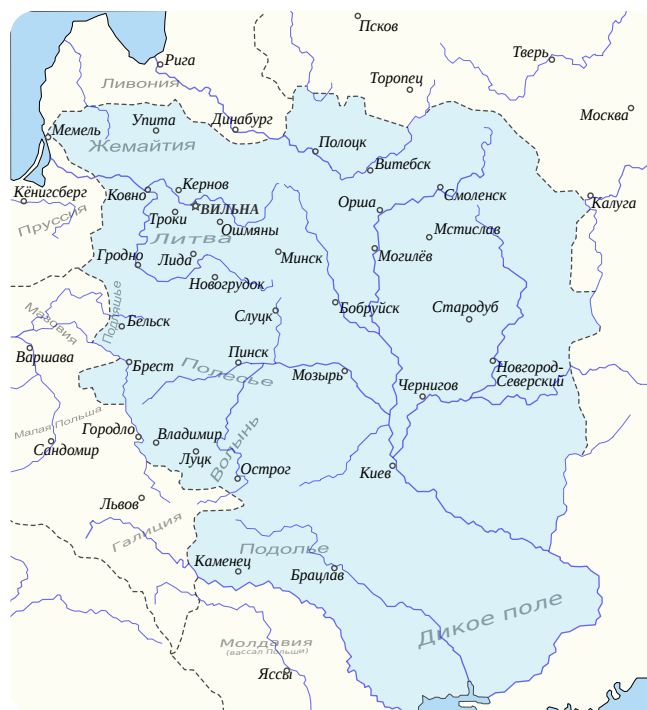 Псков
Тверь
Рига
Торопец
Ливония
Москва
Упита
Динабург
Мемель
Жемайтия
Полоцк
Витебск
Кёнигсберг
Ковно
Кернов
Смоленск
Орша
Калуга
Пруссия
Троки
ВИЛЬНА
Ошмяны
Мстислав
Литва
Гродно
Лида
Минск
Могилёв
Новогрудок
Подляшье
Мазовия
Бельск
Слуцк
Бобруйск
Стародуб
Варшава
Брест
Пинск
Полесье
Мозырь
Новгород-
Северский
Чернигов
Малая Польша
Городло
Владимир
Сандомир
Луцк
Волынь
Острог
Киев
Львов
Галиция
Подолье
Каменец
Брацлав
Дикое поле
Молдавия
(вассал Польши)
Яссы